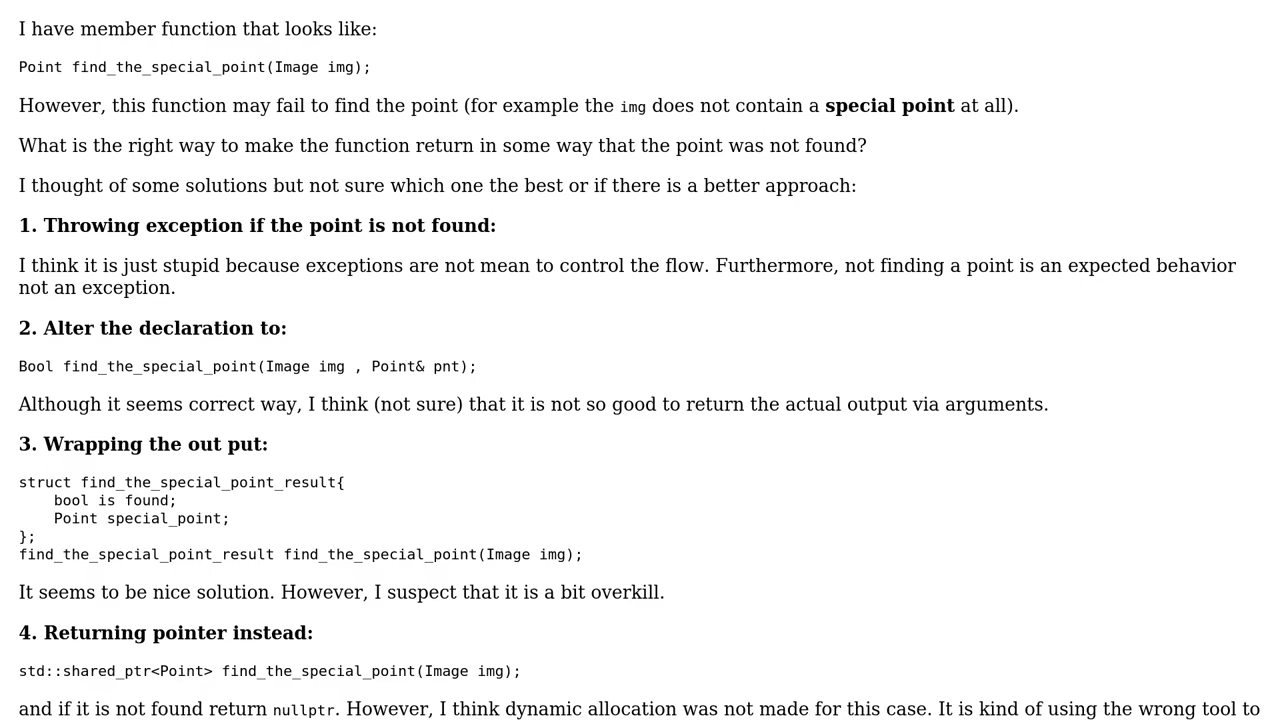 I have member function that looks like:
Point find_the_special_point(Image img);
However, this function may fail to find the point (for example the img does not contain a special point at all).
What is the right way to make the function return in some way that the point was not found?
I thought of some solutions but not sure which one the best or if there is a better approach:
1. Throwing exception if the point is not found:
I think it is just stupid because exceptions are not mean to control the flow. Furthermore, not finding a point is an expected behavior
not an exception.
2. Alter the declaration to:
Bool find_the_special_point(Image img , Point& pnt);
Although it seems correct way, I think (not sure) that it is not so good to return the actual output via arguments.
3. Wrapping the out put:
struct find_the_special_point_result{
    bool is found;
    Point special_point;
};
find_the_special_point_result find_the_special_point(Image img);
It seems to be nice solution. However, I suspect that it is a bit overkill.
4. Returning pointer instead:
std::shared_ptr<Point> find_the_special_point(Image img);
and if it is not found return nullptr. However, I think dynamic allocation was not made for this case. It is kind of using the wrong tool to